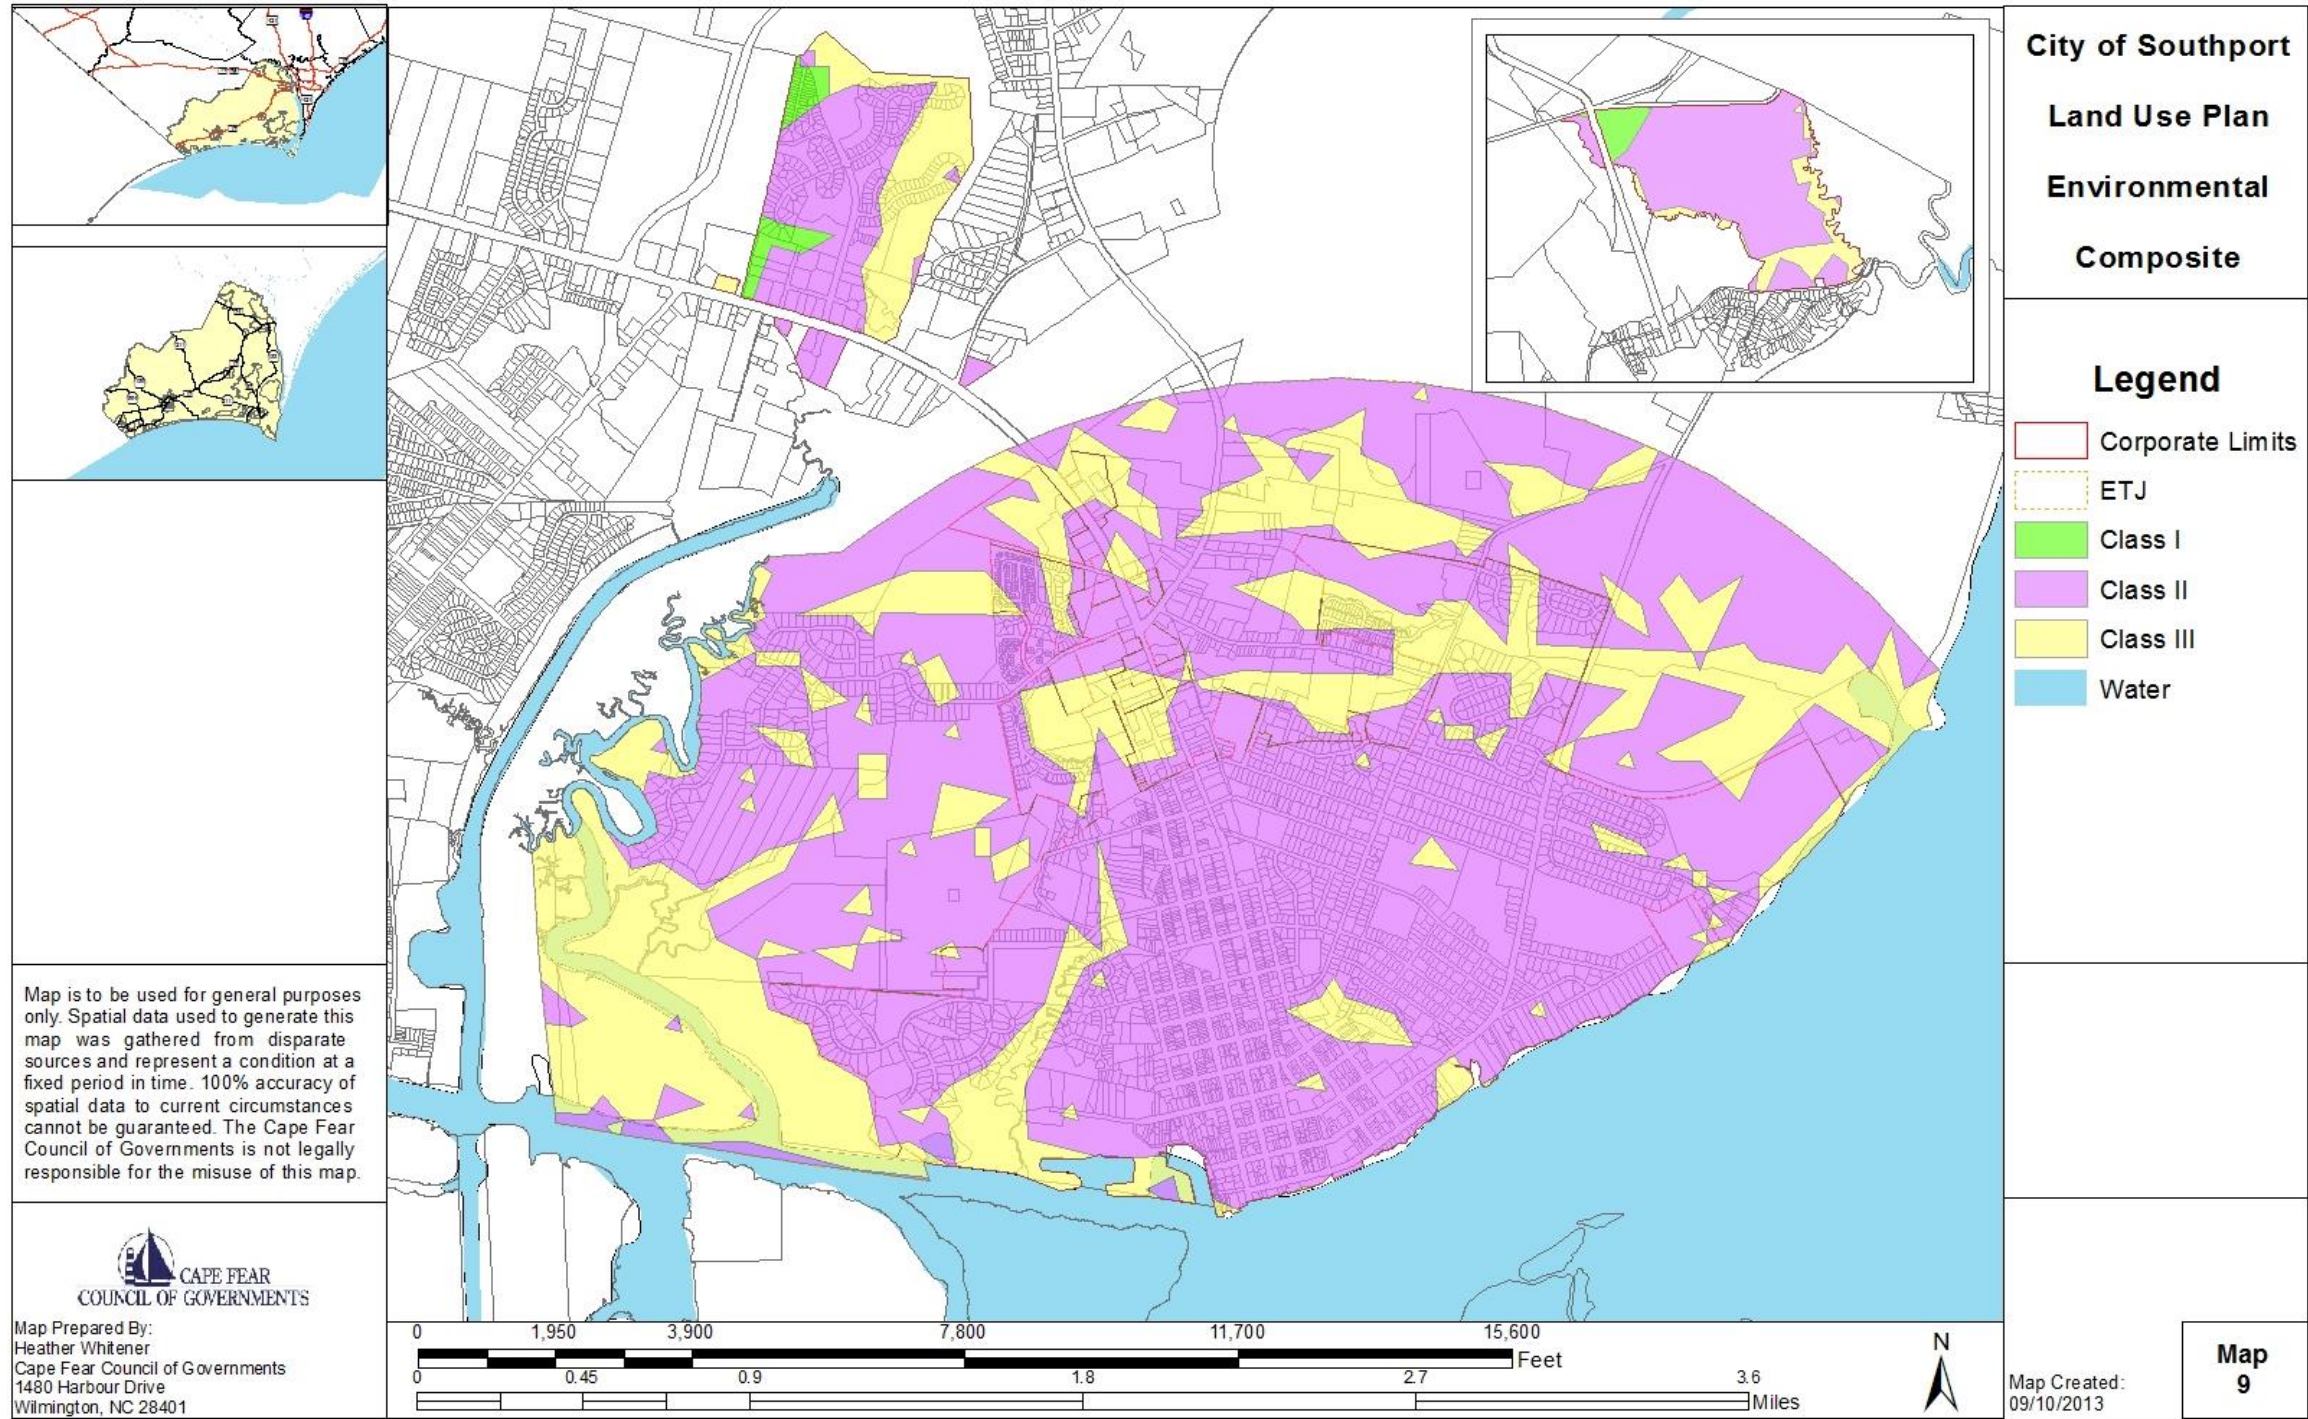 City of Southport
Land Use Plan
Environmental
Composite
Legend
Corporate Limits
ETJ
Class I
Class II
Class III
Water
Map is to be used for general purposes
only. Spatial data used to generate this
map was gathered from disparate
sources and represent a condition at a
fixed period in time. 100% accuracy of
spatial data to current circumstances
cannot be guaranteed. The Cape Fear
Council of Governments is not legally
responsible for the misuse of this map.
CAPE FEAR
COUNCIL OF GOVERNMENTS
Map Prepared By:
Heather Whitener
Cape Fear Council of Governments
1480 Harbour Drive
Wilmington, NC 28401
0 1,950 3,900 7,800 11,700 15,600
Feet
0 0.45 0.9 1.8 2.7 3.6
Miles
N
Map Created:
09/10/2013
Map
9